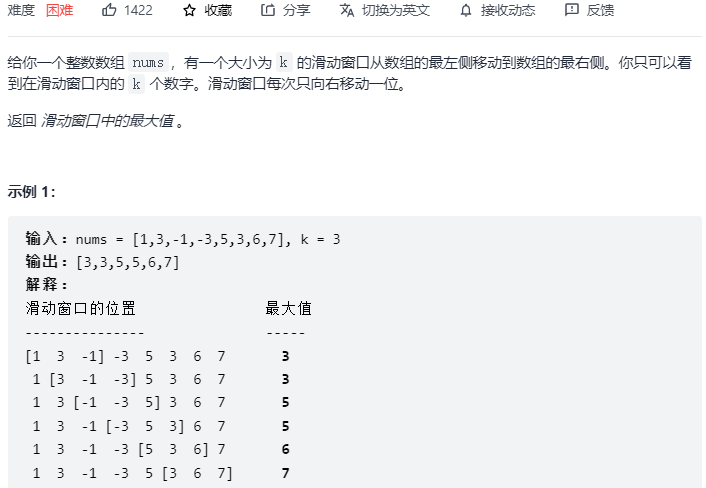 难度 困难 1422 收藏 分享 切换为英文 接收动态 反馈
给你一个整数数组 nums，有一个大小为 k 的滑动窗口从数组的最左侧移动到数组的最右侧。你只可以看
到在滑动窗口内的 k 个数字。滑动窗口每次只向右移动一位。
返回 滑动窗口中的最大值 。
示例 1：
输入：nums = [1,3,-1,-3,5,3,6,7], k = 3
输出：[3,3,5,5,6,7]
解释：
滑动窗口的位置 最大值
--------------- -----
[1 3 -1] -3 5 3 6 7 3
1 [3 -1 -3] 5 3 6 7 3
1 3 [-1 -3 5] 3 6 7 5
1 3 -1 [-3 5 3] 6 7 5
1 3 -1 -3 [5 3 6] 7 6
1 3 -1 -3 5 [3 6 7] 7